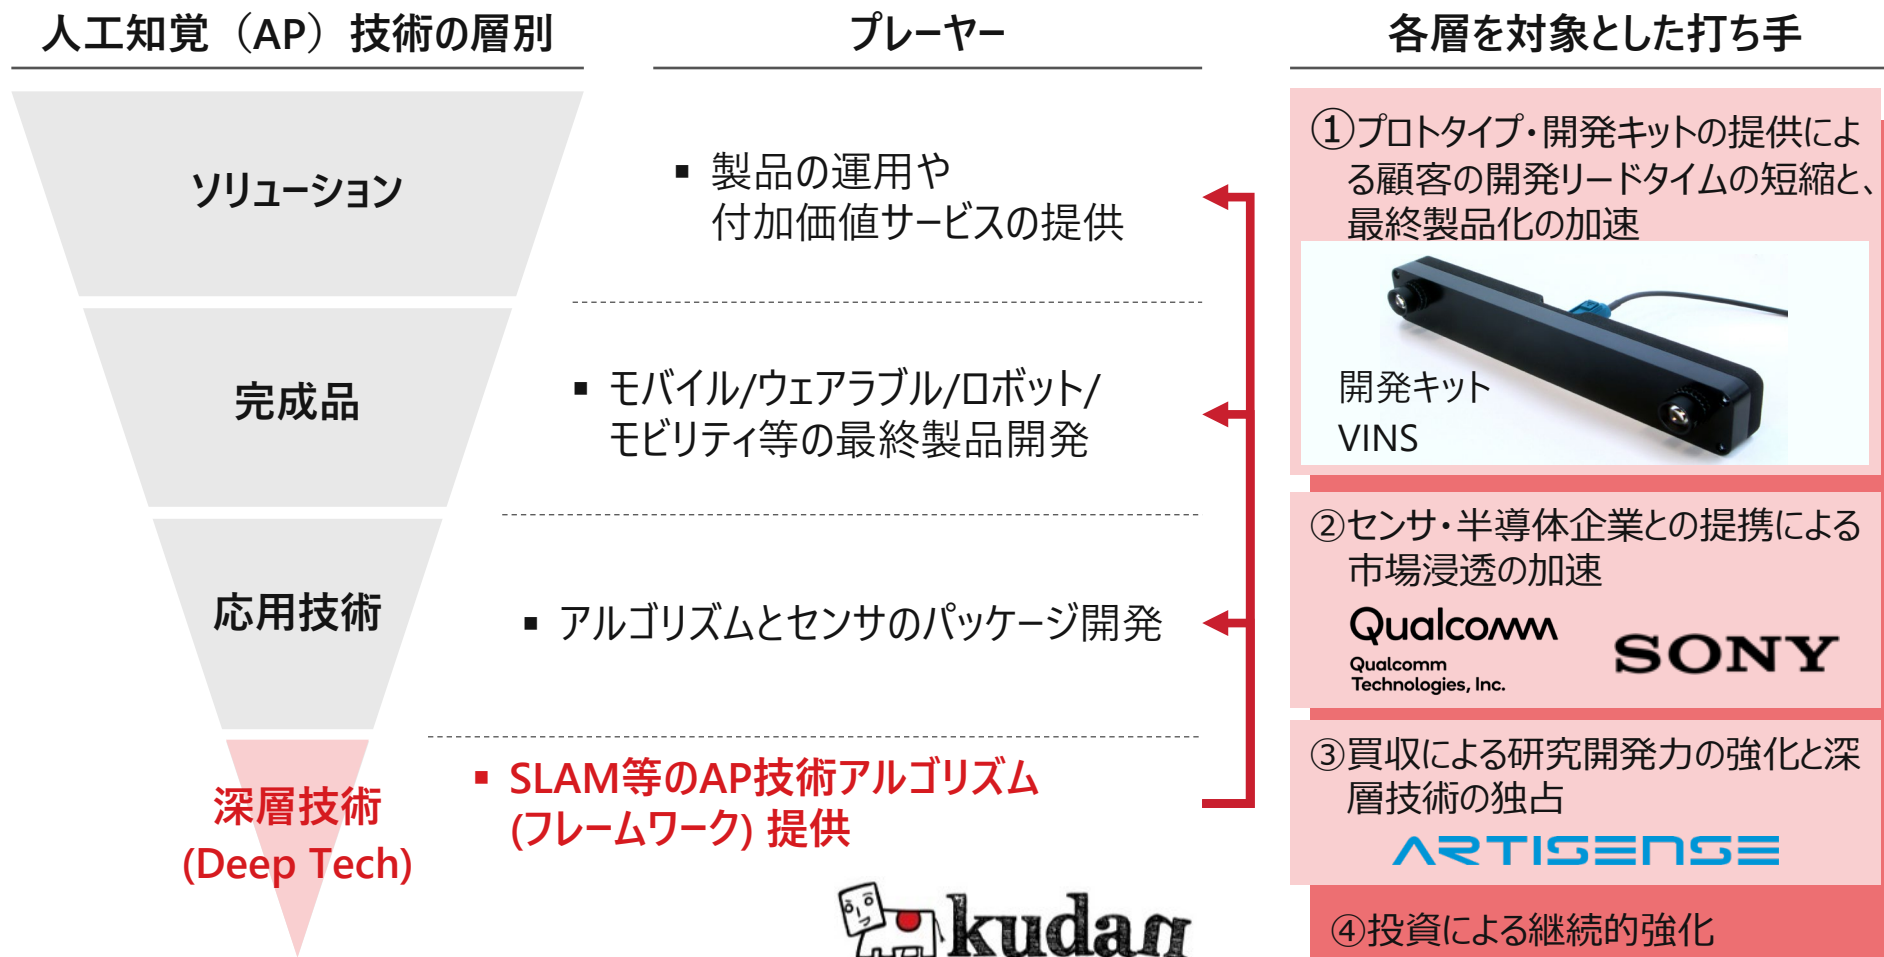 人工知覚（AP）技術の層別
プレーヤー
各層を対象とした打ち手
ソリューション
▪ 製品の運用や
付加価値サービスの提供
①プロトタイプ・開発キットの提供によ
る顧客の開発リードタイムの短縮と、
最終製品化の加速
開発キット
VINS
完成品
▪ モバイル/ウェアラブル/ロボット/
モビリティ等の最終製品開発
応用技術
▪ アルゴリズムとセンサのパッケージ開発
②センサ・半導体企業との提携による
市場浸透の加速
Qualcomm
Qualcomm
Technologies, Inc.
SONY
深層技術
(Deep Tech)
▪ SLAM等のAP技術アルゴリズム
(フレームワーク) 提供
kudan
③買収による研究開発力の強化と深
層技術の独占
ARTISENSE
④投資による継続的強化